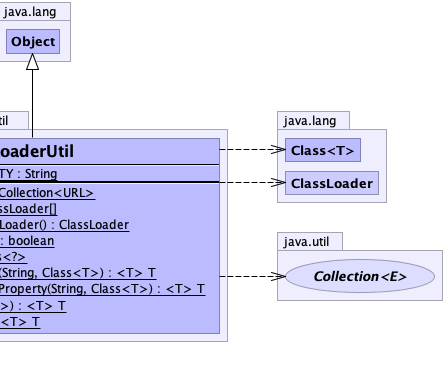 java.lang
Object
til
oaderUtil
TY : String
Collection<URL>
ssLoader[]
Loader() : ClassLoader
: boolean
s<?>
(String, Class<T>) : <T> T
Property(String, Class<T>) : <T> T
>) : <T> T
<T> T
java.lang
Class<T>
ClassLoader
java.util
Collection<E>